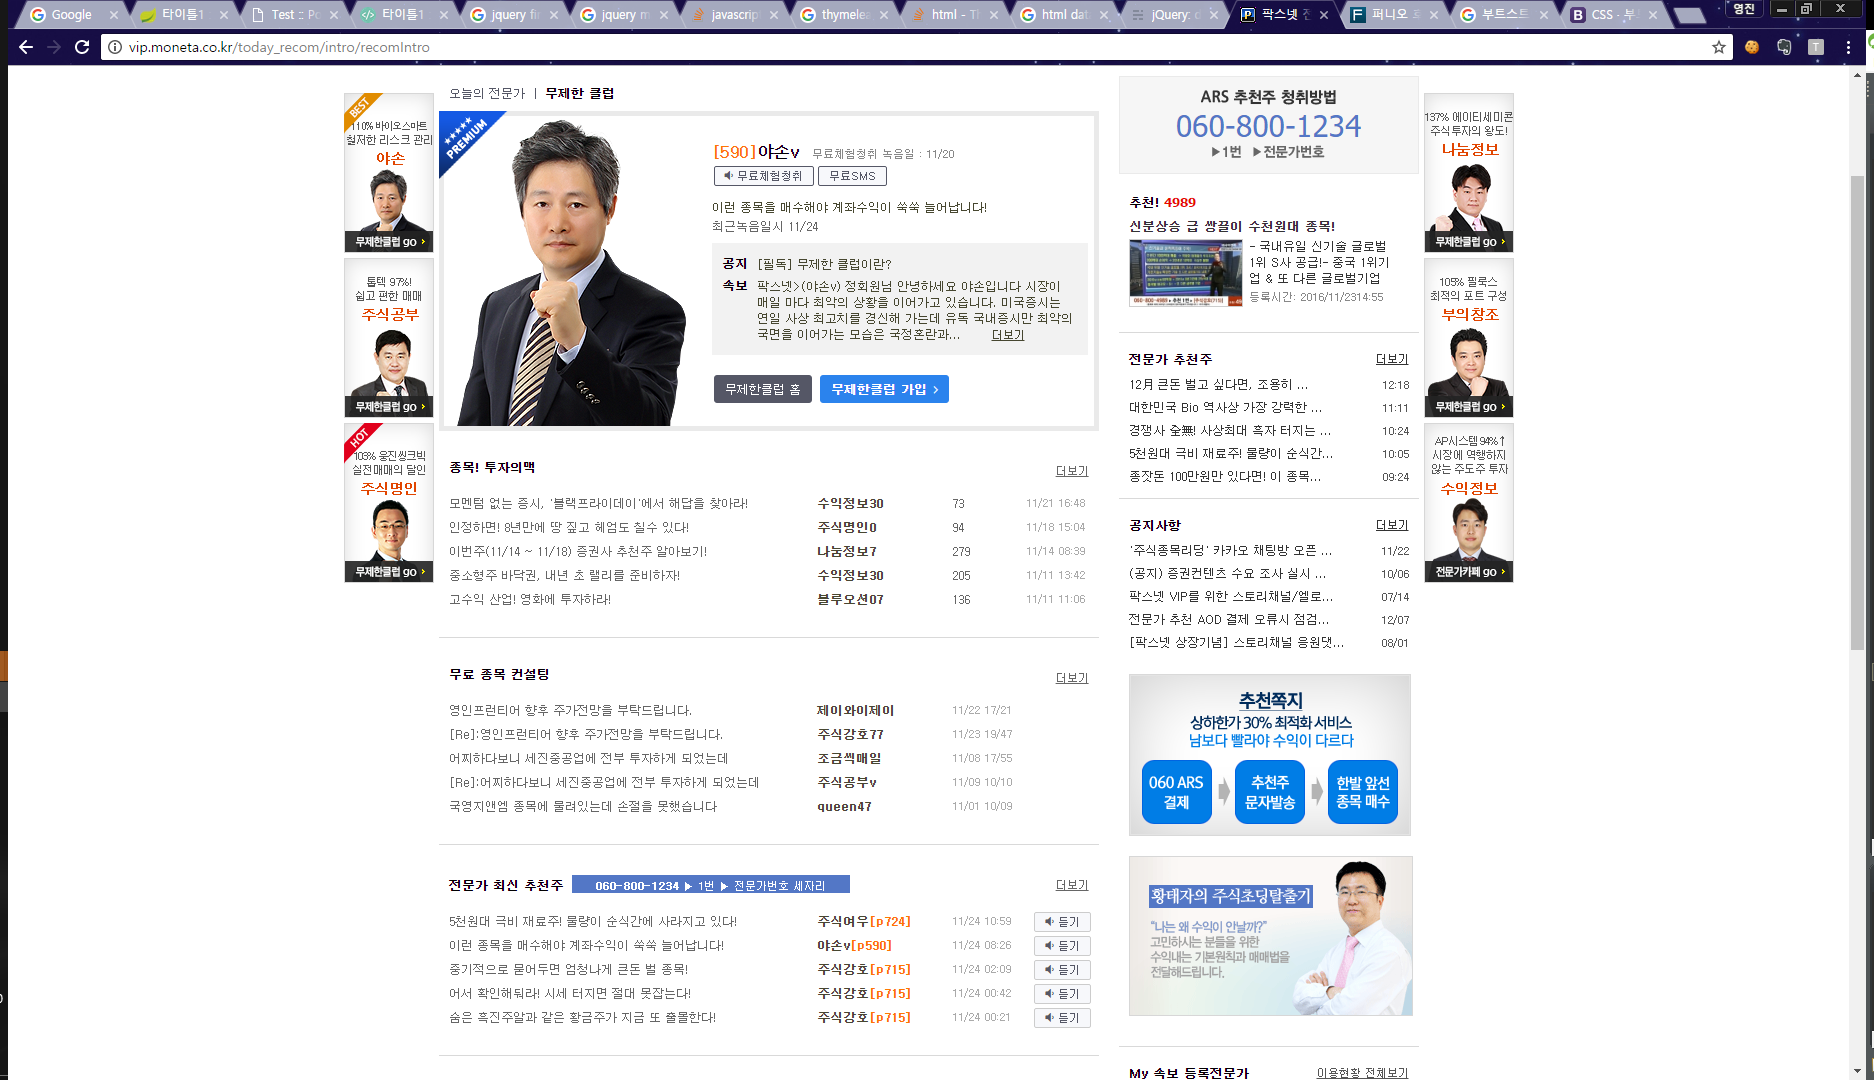 Google
타이틀1
Test :: Po
타이틀1
jquery fi
jquery m
javascrip
thymelea
html - Th
html dat
jQuery: d
팍스넷 전
퍼니오 프
부트스트
CSS · 부
영진
vip.moneta.co.kr/today_recom/intro/recomIntro
BEST
110% 바이오스마트
철저한 리스크 관리
야손
무제한클럽 go
톱텍 97%!
쉽고 편한 매매
주식공부
무제한클럽 go
HOT
103% 웅진씽크빅
실전매매의 달인
주식명인
무제한클럽 go
오늘의 전문가 | 무제한 클럽
PREMIUM
[590]야손v 무료체험청취 녹음일 : 11/20
무료체험청취 무료SMS
이런 종목을 매수해야 계좌수익이 쑥쑥 늘어납니다!
최근녹음일시 11/24
공지 [필독] 무제한 클럽이란?
속보 팍스넷>(야손v) 정회원님 안녕하세요 야손입니다 시장이
매일 마다 최악의 상황을 이어가고 있습니다. 미국증시는
연일 사상 최고치를 경신해 가는데 유독 국내증시만 최악의
국면을 이어가는 모습은 국정혼란과... 더보기
무제한클럽 홈 무제한클럽 가입
종목! 투자의맥 더보기
모멘텀 없는 증시, '블랙프라이데이'에서 해답을 찾아라! 수익정보30 73 11/21 16:48
인정하면! 8년만에 땅 짚고 헤엄도 칠수 있다! 주식명인0 94 11/18 15:04
이번주(11/14 ~ 11/18) 증권사 추천주 알아보기! 나눔정보7 279 11/14 08:39
중소형주 바닥권, 내년 초 랠리를 준비하자! 수익정보30 205 11/11 13:42
고수익 산업! 영화에 투자하라! 블루오션07 136 11/11 11:06
무료 종목 컨설팅 더보기
영인프런티어 향후 주가전망을 부탁드립니다. 제이와이제이 11/22 17/21
[Re]:영인프런티어 향후 주가전망을 부탁드립니다. 주식강호77 11/23 19/47
어찌하다보니 세진중공업에 전부 투자하게 되었는데 조금씩매일 11/08 17/55
[Re]:어찌하다보니 세진중공업에 전부 투자하게 되었는데 주식공부v 11/09 10/10
국영지앤엠 종목에 물려있는데 손절을 못했습니다 queen47 11/01 10/09
전문가 최신 추천주 060-800-1234 ▶ 1번 ▶ 전문가번호 세자리 더보기
5천원대 극비 재료주! 물량이 순식간에 사라지고 있다! 주식여우[p724] 11/24 10:59 듣기
이런 종목을 매수해야 계좌수익이 쑥쑥 늘어납니다! 야손v[p590] 11/24 08:26 듣기
중기적으로 묻어두면 엄청나게 큰돈 벌 종목! 주식강호[p715] 11/24 02:09 듣기
어서 확인해둬라! 시세 터지면 절대 못잡는다! 주식강호[p715] 11/24 00:42 듣기
숨은 흑진주알과 같은 황금주가 지금 또 출몰한다! 주식강호[p715] 11/24 00:21 듣기
ARS 추천주 청취방법
060-800-1234
▶1번 ▶전문가번호
추천! 4989
신분상승 급 쌍끌이 수천원대 종목!
- 국내유일 신기술 글로벌
1위 S사 공급!- 중국 1위기
업 & 또 다른 글로벌기업
등록시간: 2016/11/2314:55
전문가 추천주 더보기
12月 큰돈 벌고 싶다면, 조용히 ... 12:18
대한민국 Bio 역사상 가장 강력한 ... 11:11
경쟁사 全無! 사상최대 흑자 터지는 ... 10:24
5천원대 극비 재료주! 물량이 순식간... 10:05
종잣돈 100만원만 있다면! 이 종목... 09:24
공지사항 더보기
'주식종목리딩' 카카오 채팅방 오픈 ... 11/22
(공지) 증권컨텐츠 수요 조사 실시 ... 10/06
팍스넷 VIP를 위한 스토리채널/옐로... 07/14
전문가 추천 AOD 결제 오류시 점검... 12/07
[팍스넷 상장기념] 스토리채널 응원댓... 08/01
추천쪽지
상하한가 30% 최적화 서비스
남보다 빨라야 수익이 다르다
060 ARS
결제
추천주
문자발송
한발 앞선
종목 매수
황태자의 주식초딩탈출기
"나는 왜 수익이 안날까?"
고민하시는 분들을 위한
수익내는 기본원칙과 매매법을
전달해드립니다.
My 속보 등록전문가 이용현황 전체보기
137% 에이티세미콘
주식투자의 왕도!
나눔정보
무제한클럽 go
105% 필룩스
최적의 포트 구성
부의창조
무제한클럽 go
AP시스템 94%↑
시장에 역행하지
않는 주도주 투자
수익정보
전문가카페 go